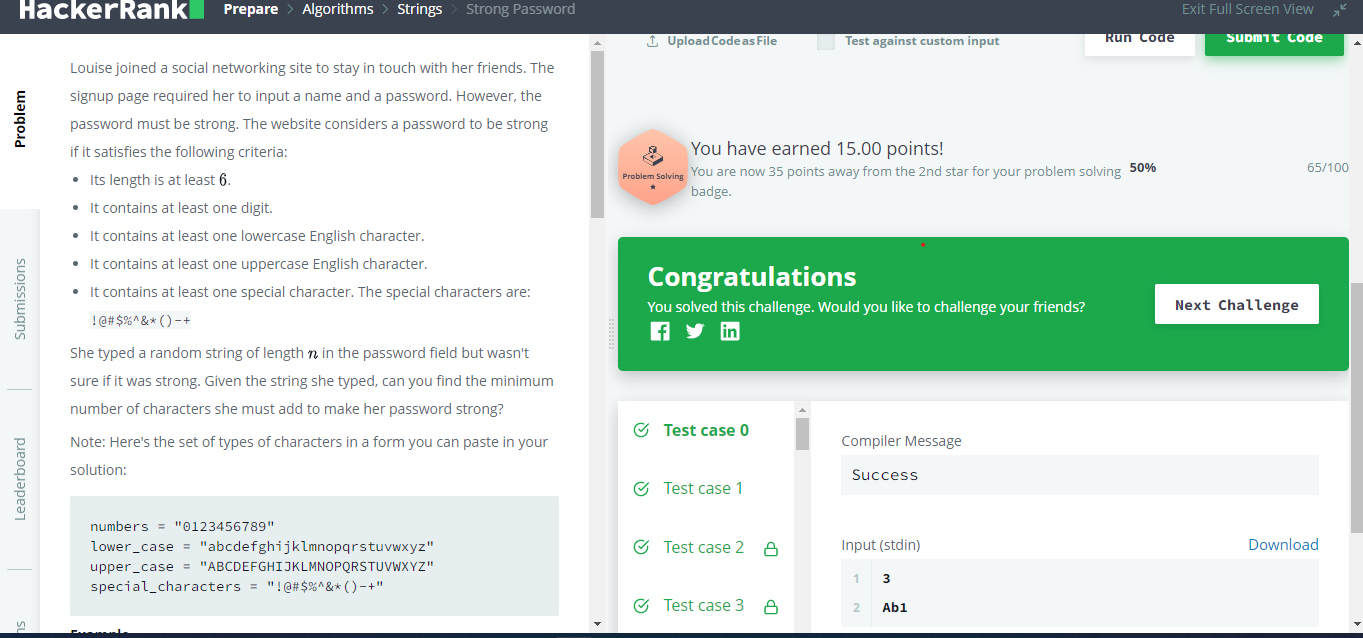 HackerRank
Prepare > Algorithms > Strings > Strong Password
Exit Full Screen View
Problem
Submissions
Leaderboard
Louise joined a social networking site to stay in touch with her friends. The
signup page required her to input a name and a password. However, the
password must be strong. The website considers a password to be strong
if it satisfies the following criteria:
• Its length is at least 6.
• It contains at least one digit.
• It contains at least one lowercase English character.
• It contains at least one uppercase English character.
• It contains at least one special character. The special characters are:
!@#$%^&*()-+
She typed a random string of length n in the password field but wasn't
sure if it was strong. Given the string she typed, can you find the minimum
number of characters she must add to make her password strong?
Note: Here's the set of types of characters in a form you can paste in your
solution:
numbers = "0123456789"
lower_case = "abcdefghijklmnopqrstuvwxyz"
upper_case = "ABCDEFGHIJKLMNOPQRSTUVWXYZ"
special_characters = "!@#$%^&*()-+"
Example
Upload Code as File
Test against custom input
Run Code
Submit Code
Problem Solving
You have earned 15.00 points!
You are now 35 points away from the 2nd star for your problem solving
badge.
50%
65/100
Congratulations
You solved this challenge. Would you like to challenge your friends?
Next Challenge
Test case 0
Test case 1
Test case 2
Test case 3
Compiler Message
Success
Input (stdin)
Download
1 3
2 Ab1